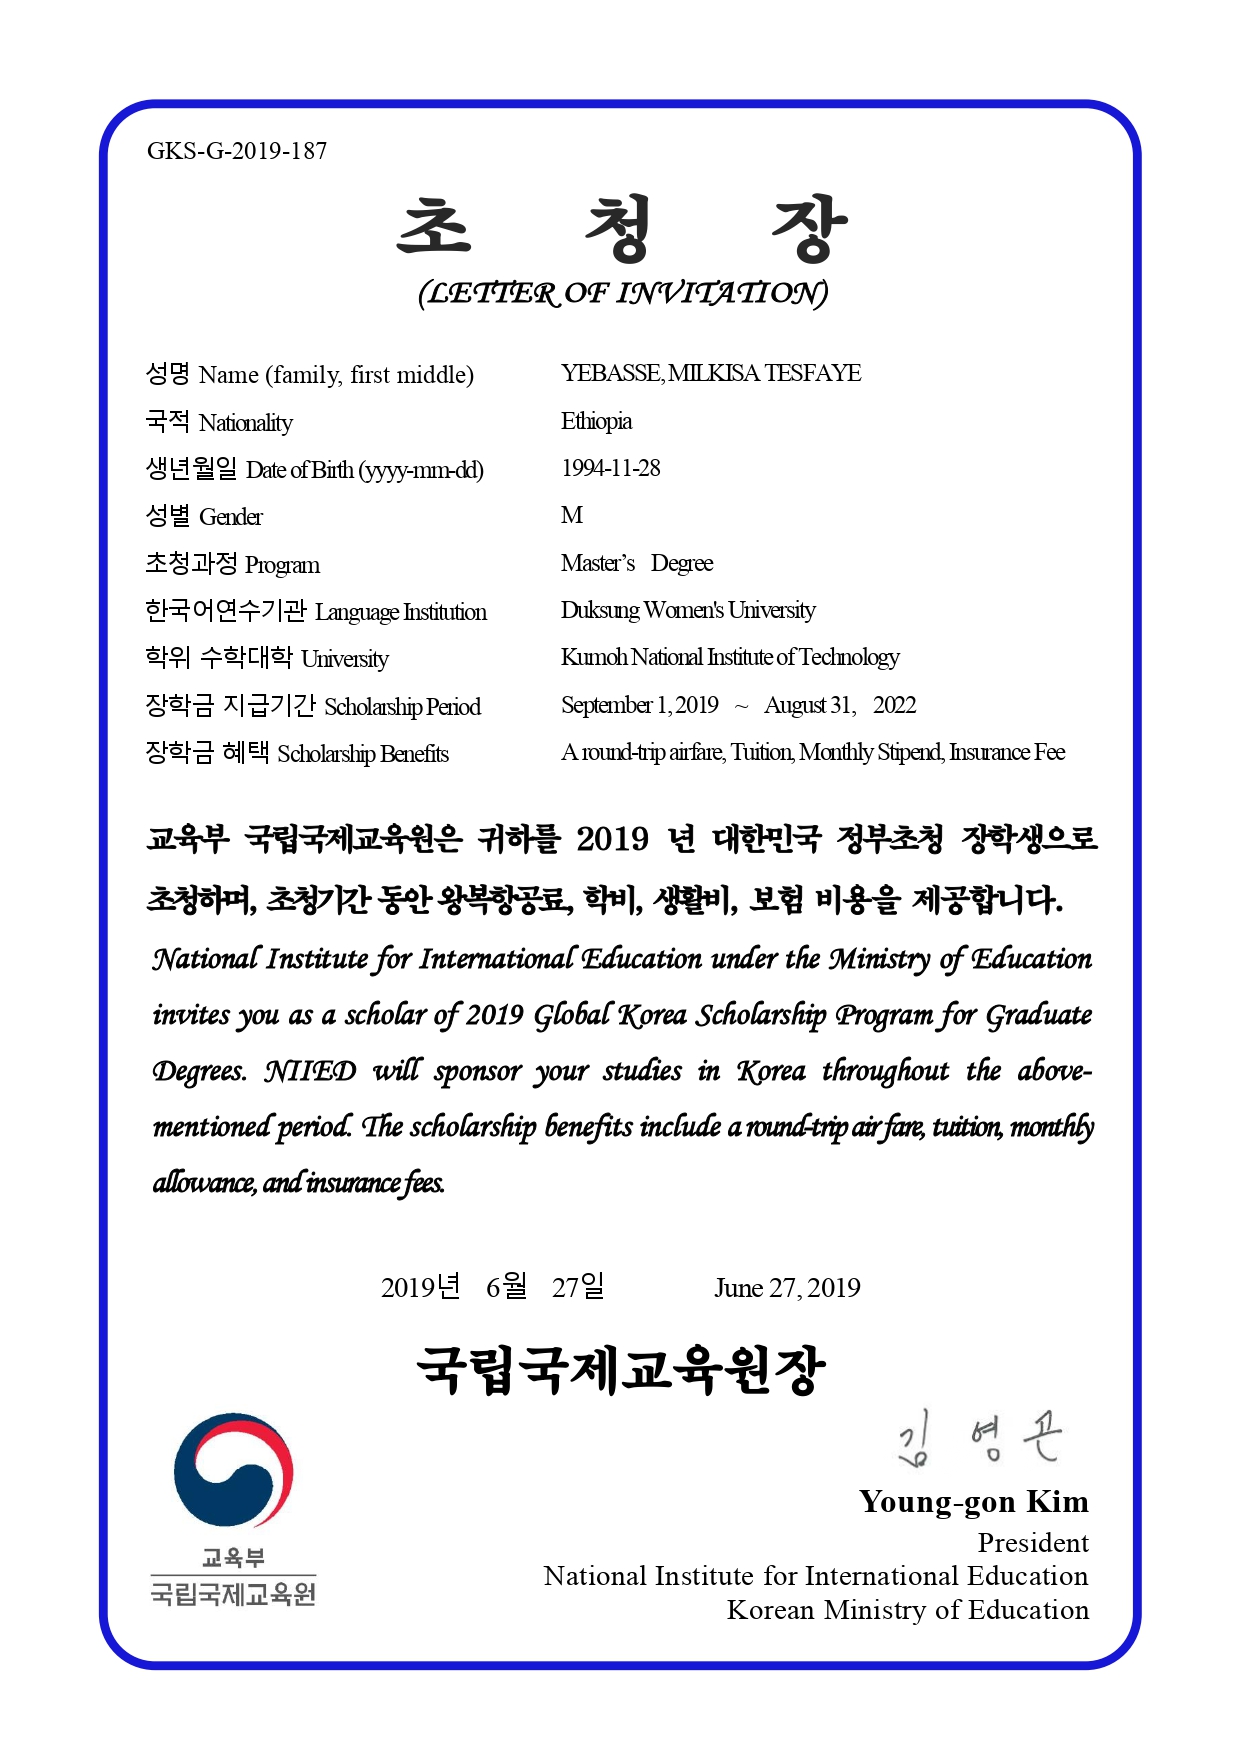 GKS-G-2019-187
초 청 장
(LETTER OF INVITATION)
성명 Name (family, first middle) YEBASSE, MILKISA TESFAYE
국적 Nationality Ethiopia
생년월일 Date of Birth (yyyy-mm-dd) 1994-11-28
성별 Gender M
초청과정 Program Master’s Degree
한국어연수기관 Language Institution Duksung Women's University
학위 수학대학 University Kumoh National Institute of Technology
장학금 지급기간 Scholarship Period September 1, 2019 ~ August 31, 2022
장학금 혜택 Scholarship Benefits A round-trip airfare, Tuition, Monthly Stipend, Insurance Fee
교육부 국립국제교육원은 귀하를 2019 년 대한민국 정부초청 장학생으로
초청하며, 초청기간 동안 왕복항공료, 학비, 생활비, 보험 비용을 제공합니다.
National Institute for International Education under the Ministry of Education
invites you as a scholar of 2019 Global Korea Scholarship Program for Graduate
Degrees. NIIED will sponsor your studies in Korea throughout the above-
mentioned period. The scholarship benefits include a round-trip air fare, tuition, monthly
allowance, and insurance fees.
2019년 6월 27일 June 27, 2019
국립국제교육원장
김 영 곤
Young-gon Kim
President
National Institute for International Education
Korean Ministry of Education
교육부
국립국제교육원